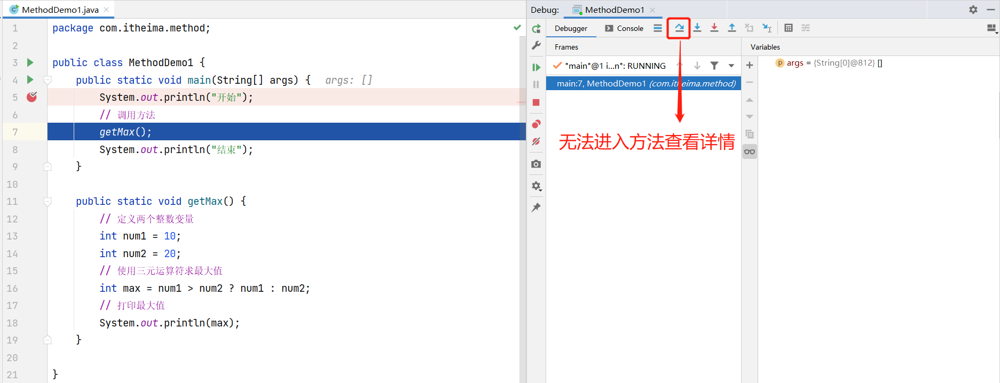 MethodDemo1.java
1 package com.itheima.method;
2
3 public class MethodDemo1 {
4 public static void main(String[] args) { args: []
5 System.out.println("开始");
6 // 调用方法
7 getMax();
8 System.out.println("结束");
9 }
10
11 public static void getMax() {
12 // 定义两个整数变量
13 int num1 = 10;
14 int num2 = 20;
15 // 使用三元运算符求最大值
16 int max = num1 > num2 ? num1 : num2;
17 // 打印最大值
18 System.out.println(max);
19 }
20
21 }
Debug: MethodDemo1
Debugger Console
Frames Variables
"main"@1 i...n": RUNNING
main:7, MethodDemo1 (com.itheima.method)
args = {String[0]@812} []
无法进入方法查看详情